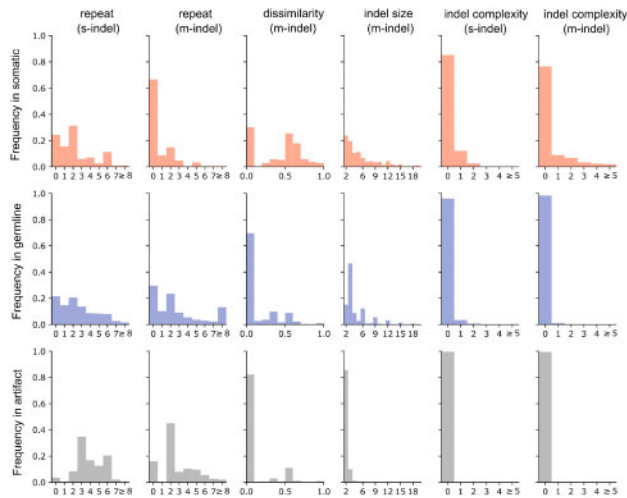 repeat (s-indel) repeat (m-indel) dissimilarity (m-indel) indel size (m-indel) indel complexity (s-indel) indel complexity (m-indel)
Frequency in somatic
1.0
0.8
0.6
0.4
0.2
0.0
0 1 2 3 4 5 6 7≥ 8 0 1 2 3 4 5 6 7≥ 8 0.0 0.5 1.0 2 6 9 12 15 18 0 1 2 3 4 ≥ 5 0 1 2 3 4 ≥ 5
Frequency in germline
1.0
0.8
0.6
0.4
0.2
0.0
0 1 2 3 4 5 6 7≥ 8 0 1 2 3 4 5 6 7≥ 8 0.0 0.5 1.0 2 6 9 12 15 18 0 1 2 3 4 ≥ 5 0 1 2 3 4 ≥ 5
Frequency in artifact
1.0
0.8
0.6
0.4
0.2
0.0
0 1 2 3 4 5 6 7≥ 8 0 1 2 3 4 5 6 7≥ 8 0.0 0.5 1.0 2 6 9 12 15 18 0 1 2 3 4 ≥ 5 0 1 2 3 4 ≥ 5